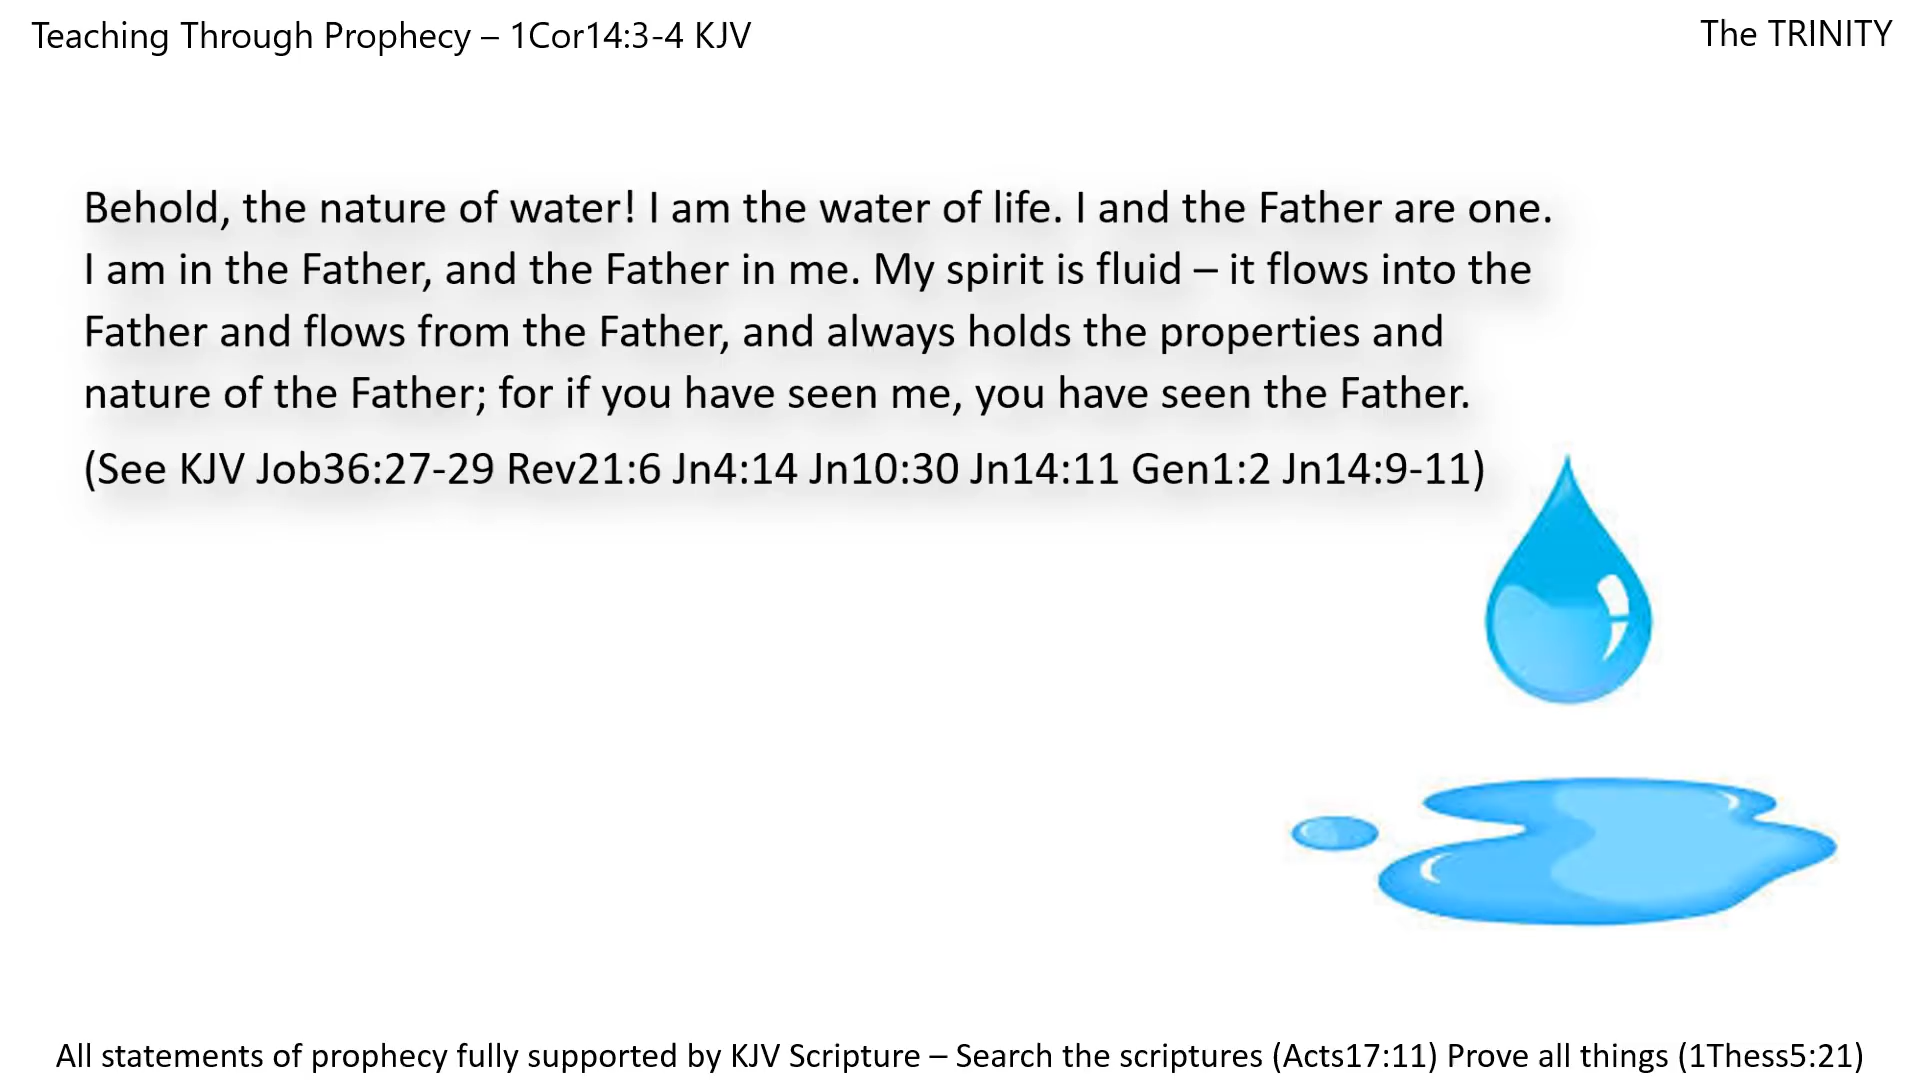 Teaching Through Prophecy – 1Cor14:3-4 KJV
The TRINITY
Behold, the nature of water! I am the water of life. I and the Father are one.
I am in the Father, and the Father in me. My spirit is fluid – it flows into the
Father and flows from the Father, and always holds the properties and
nature of the Father; for if you have seen me, you have seen the Father.
(See KJV Job36:27-29 Rev21:6 Jn4:14 Jn10:30 Jn14:11 Gen1:2 Jn14:9-11)
All statements of prophecy fully supported by KJV Scripture – Search the scriptures (Acts17:11) Prove all things (1Thess5:21)